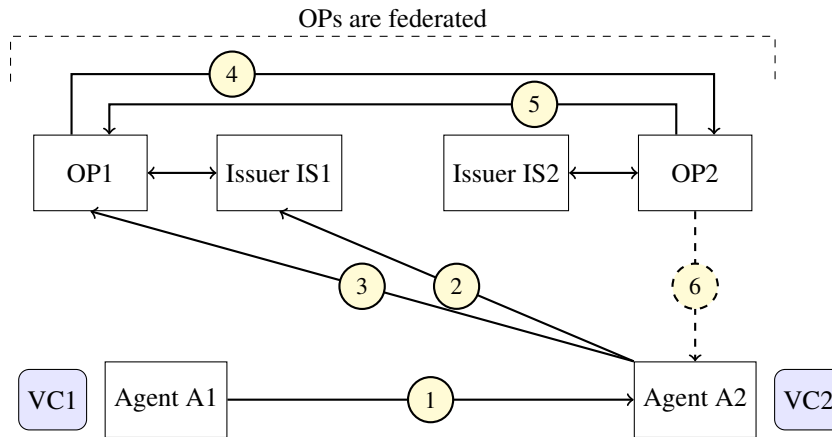 OPs are federated
4
5
OP1
Issuer IS1
Issuer IS2
OP2
3
2
6
VC1
Agent A1
1
Agent A2
VC2